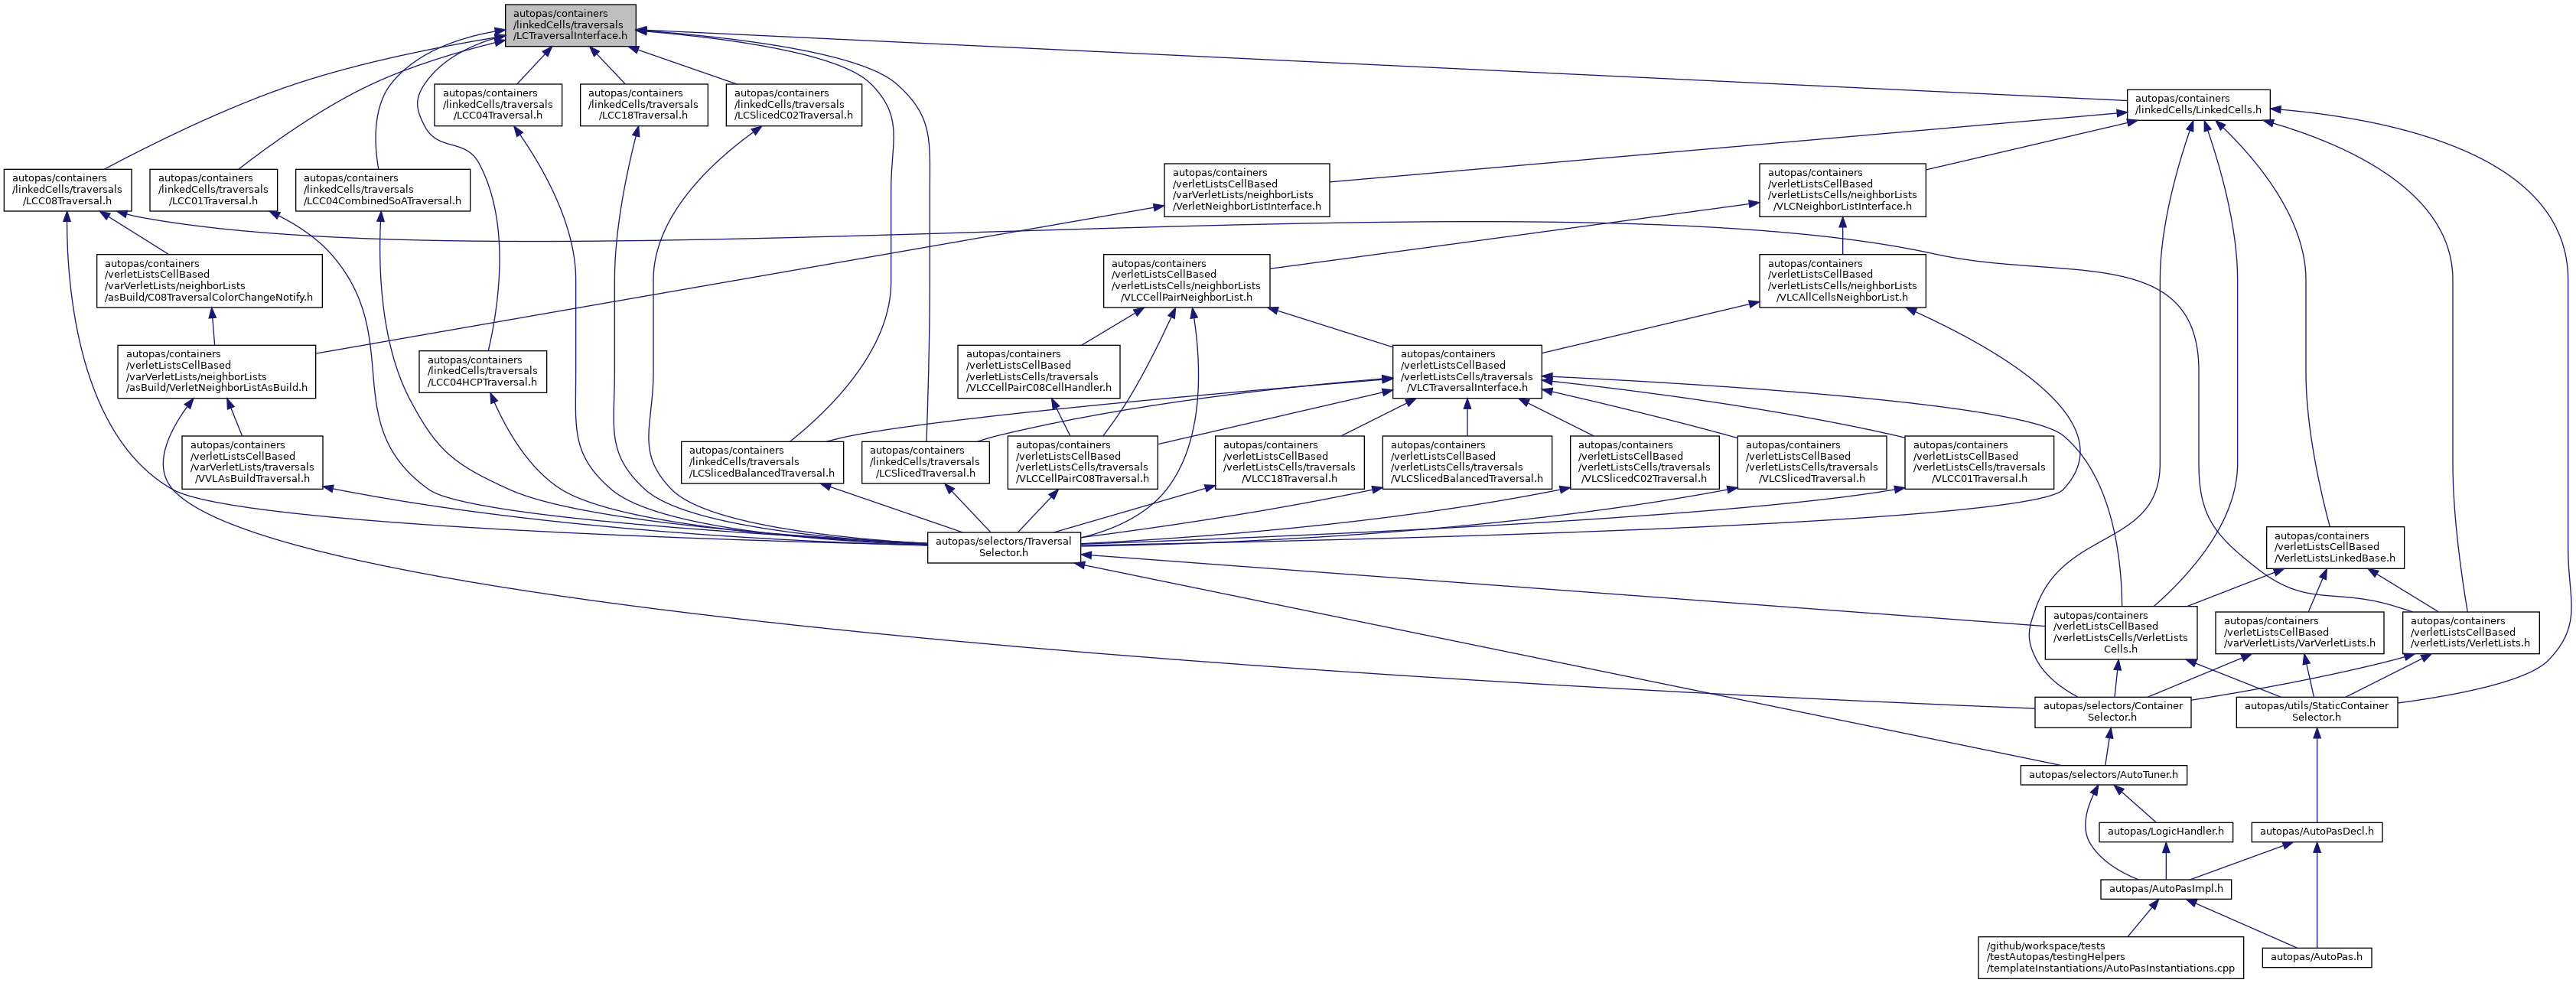 autopas/containers
/linkedCells/traversals
/LCTraversalInterface.h
autopas/containers
/linkedCells/traversals
/LCC04Traversal.h
autopas/containers
/linkedCells/traversals
/LCC18Traversal.h
autopas/containers
/linkedCells/traversals
/LCSlicedC02Traversal.h
autopas/containers
/linkedCells/LinkedCells.h
autopas/containers
/linkedCells/traversals
/LCC08Traversal.h
autopas/containers
/linkedCells/traversals
/LCC01Traversal.h
autopas/containers
/linkedCells/traversals
/LCC04CombinedSoATraversal.h
autopas/containers
/verletListsCellBased
/varVerletLists/neighborLists
/VerletNeighborListInterface.h
autopas/containers
/verletListsCellBased
/verletListsCells/neighborLists
/VLCNeighborListInterface.h
autopas/containers
/verletListsCellBased
/varVerletLists/neighborLists
/asBuild/C08TraversalColorChangeNotify.h
autopas/containers
/verletListsCellBased
/verletListsCells/neighborLists
/VLCCellPairNeighborList.h
autopas/containers
/verletListsCellBased
/verletListsCells/neighborLists
/VLCAllCellsNeighborList.h
autopas/containers
/verletListsCellBased
/varVerletLists/neighborLists
/asBuild/VerletNeighborListAsBuild.h
autopas/containers
/linkedCells/traversals
/LCC04HCPTraversal.h
autopas/containers
/verletListsCellBased
/verletListsCells/traversals
/VLCCellPairC08CellHandler.h
autopas/containers
/verletListsCellBased
/verletListsCells/traversals
/VLCTraversalInterface.h
autopas/containers
/verletListsCellBased
/varVerletLists/traversals
/VVLAsBuildTraversal.h
autopas/containers
/linkedCells/traversals
/LCSlicedBalancedTraversal.h
autopas/containers
/linkedCells/traversals
/LCSlicedTraversal.h
autopas/containers
/verletListsCellBased
/verletListsCells/traversals
/VLCCellPairC08Traversal.h
autopas/containers
/verletListsCellBased
/verletListsCells/traversals
/VLCC18Traversal.h
autopas/containers
/verletListsCellBased
/verletListsCells/traversals
/VLCSlicedBalancedTraversal.h
autopas/containers
/verletListsCellBased
/verletListsCells/traversals
/VLCSlicedC02Traversal.h
autopas/containers
/verletListsCellBased
/verletListsCells/traversals
/VLCSlicedTraversal.h
autopas/containers
/verletListsCellBased
/verletListsCells/traversals
/VLCC01Traversal.h
autopas/selectors/Traversal
Selector.h
autopas/containers
/verletListsCellBased
/VerletListsLinkedBase.h
autopas/containers
/verletListsCellBased
/verletListsCells/VerletLists
Cells.h
autopas/containers
/verletListsCellBased
/varVerletLists/VarVerletLists.h
autopas/containers
/verletListsCellBased
/verletLists/VerletLists.h
autopas/selectors/Container
Selector.h
autopas/utils/StaticContainer
Selector.h
autopas/selectors/AutoTuner.h
autopas/LogicHandler.h
autopas/AutoPasDecl.h
autopas/AutoPasImpl.h
/github/workspace/tests
/testAutopas/testingHelpers
/templateInstantiations/AutoPasInstantiations.cpp
autopas/AutoPas.h